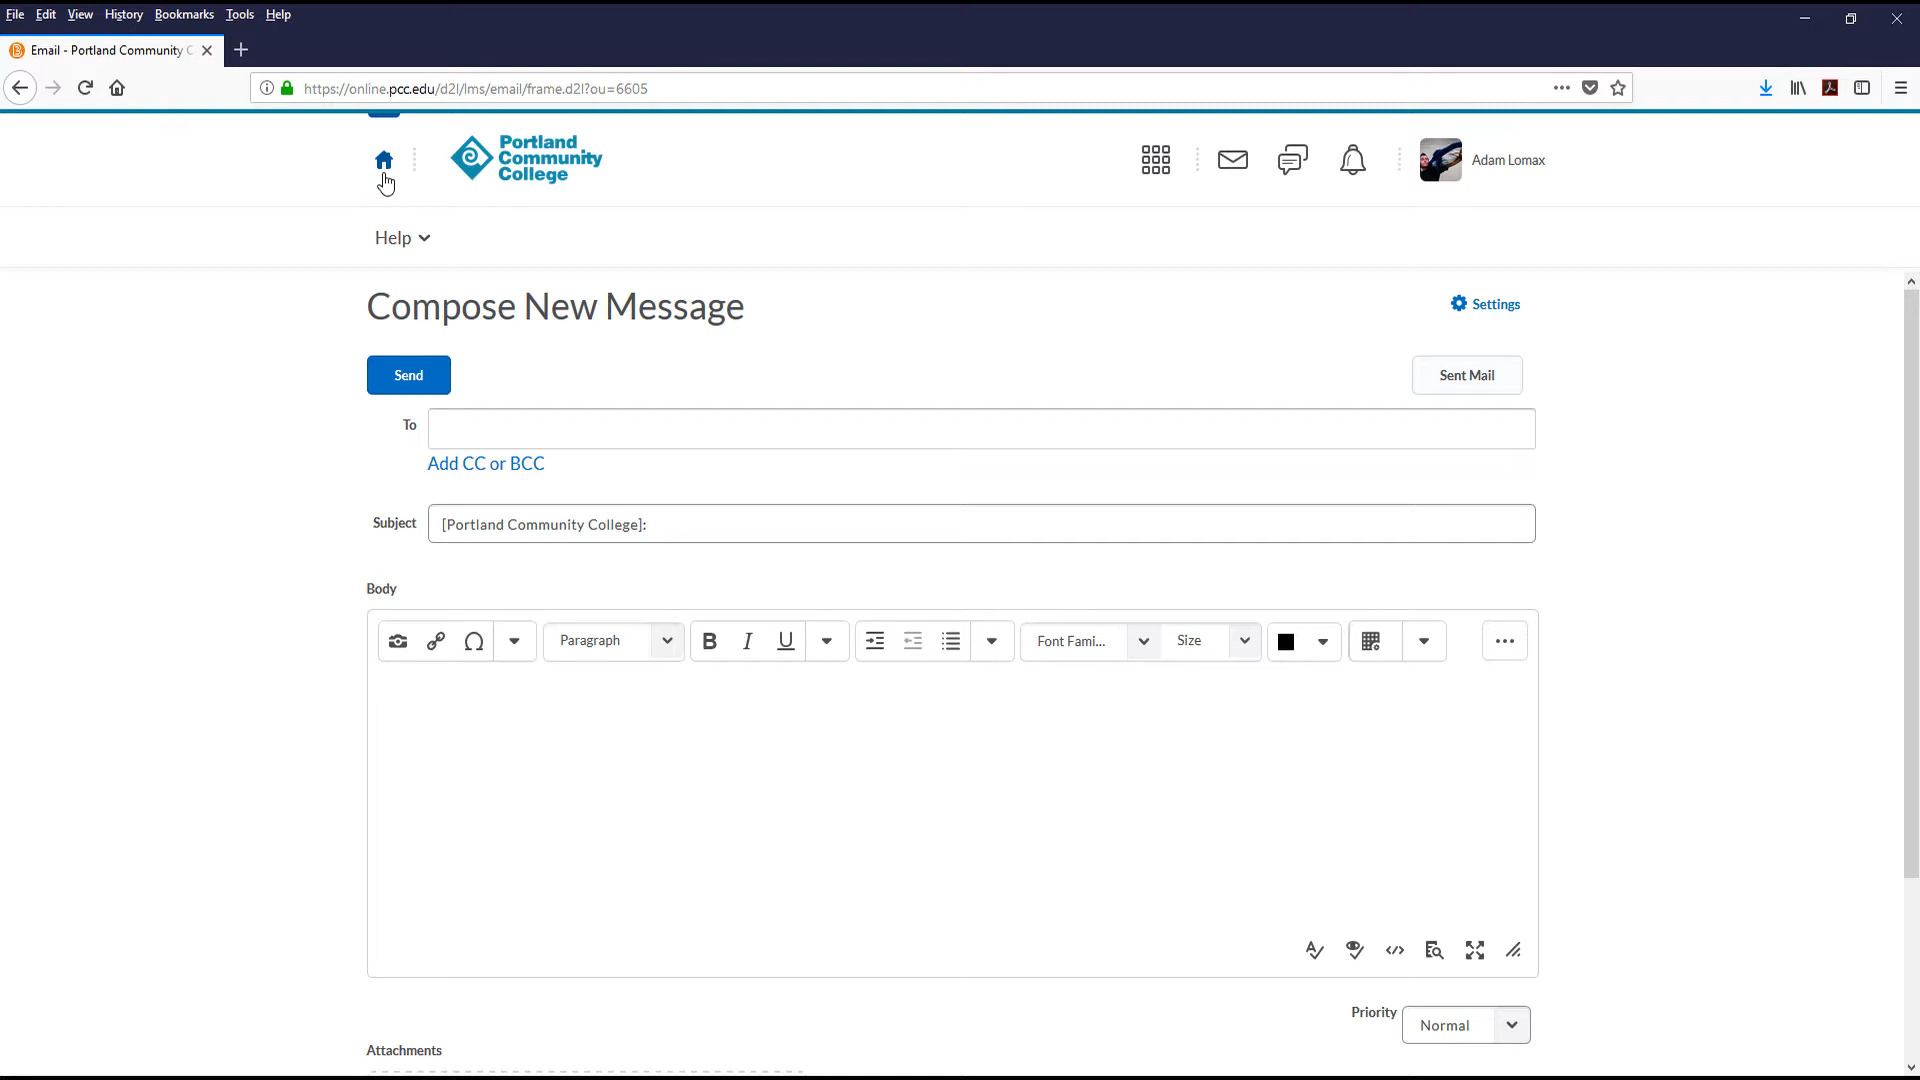 File Edit View History Bookmarks Tools Help
Email - Portland Community C
https://online.pcc.edu/d2l/lms/email/frame.d2l?ou=6605
Portland
Community
College
Adam Lomax
Help
Compose New Message
Settings
Send
Sent Mail
To
Add CC or BCC
Subject
[Portland Community College]:
Body
Paragraph
B I U
Font Fami...
Size
Priority
Normal
Attachments